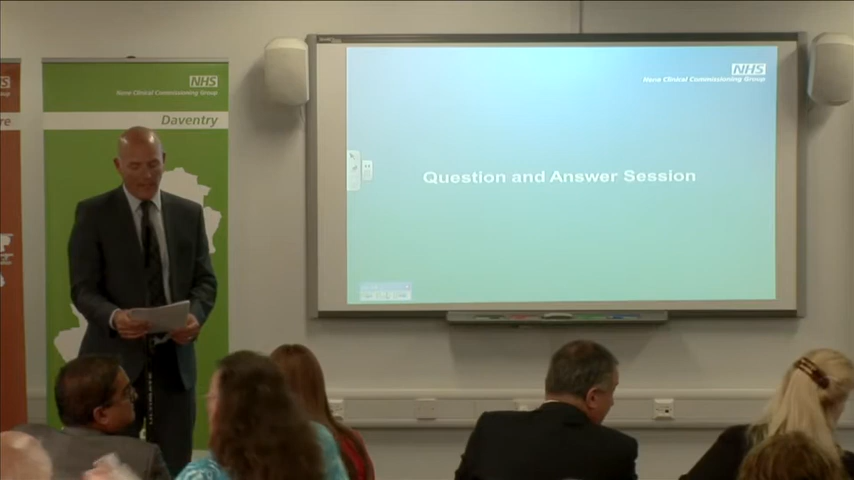 NHS
Nene Clinical Commissioning Group
Daventry
NHS
Nene Clinical Commissioning Group
Question and Answer Session